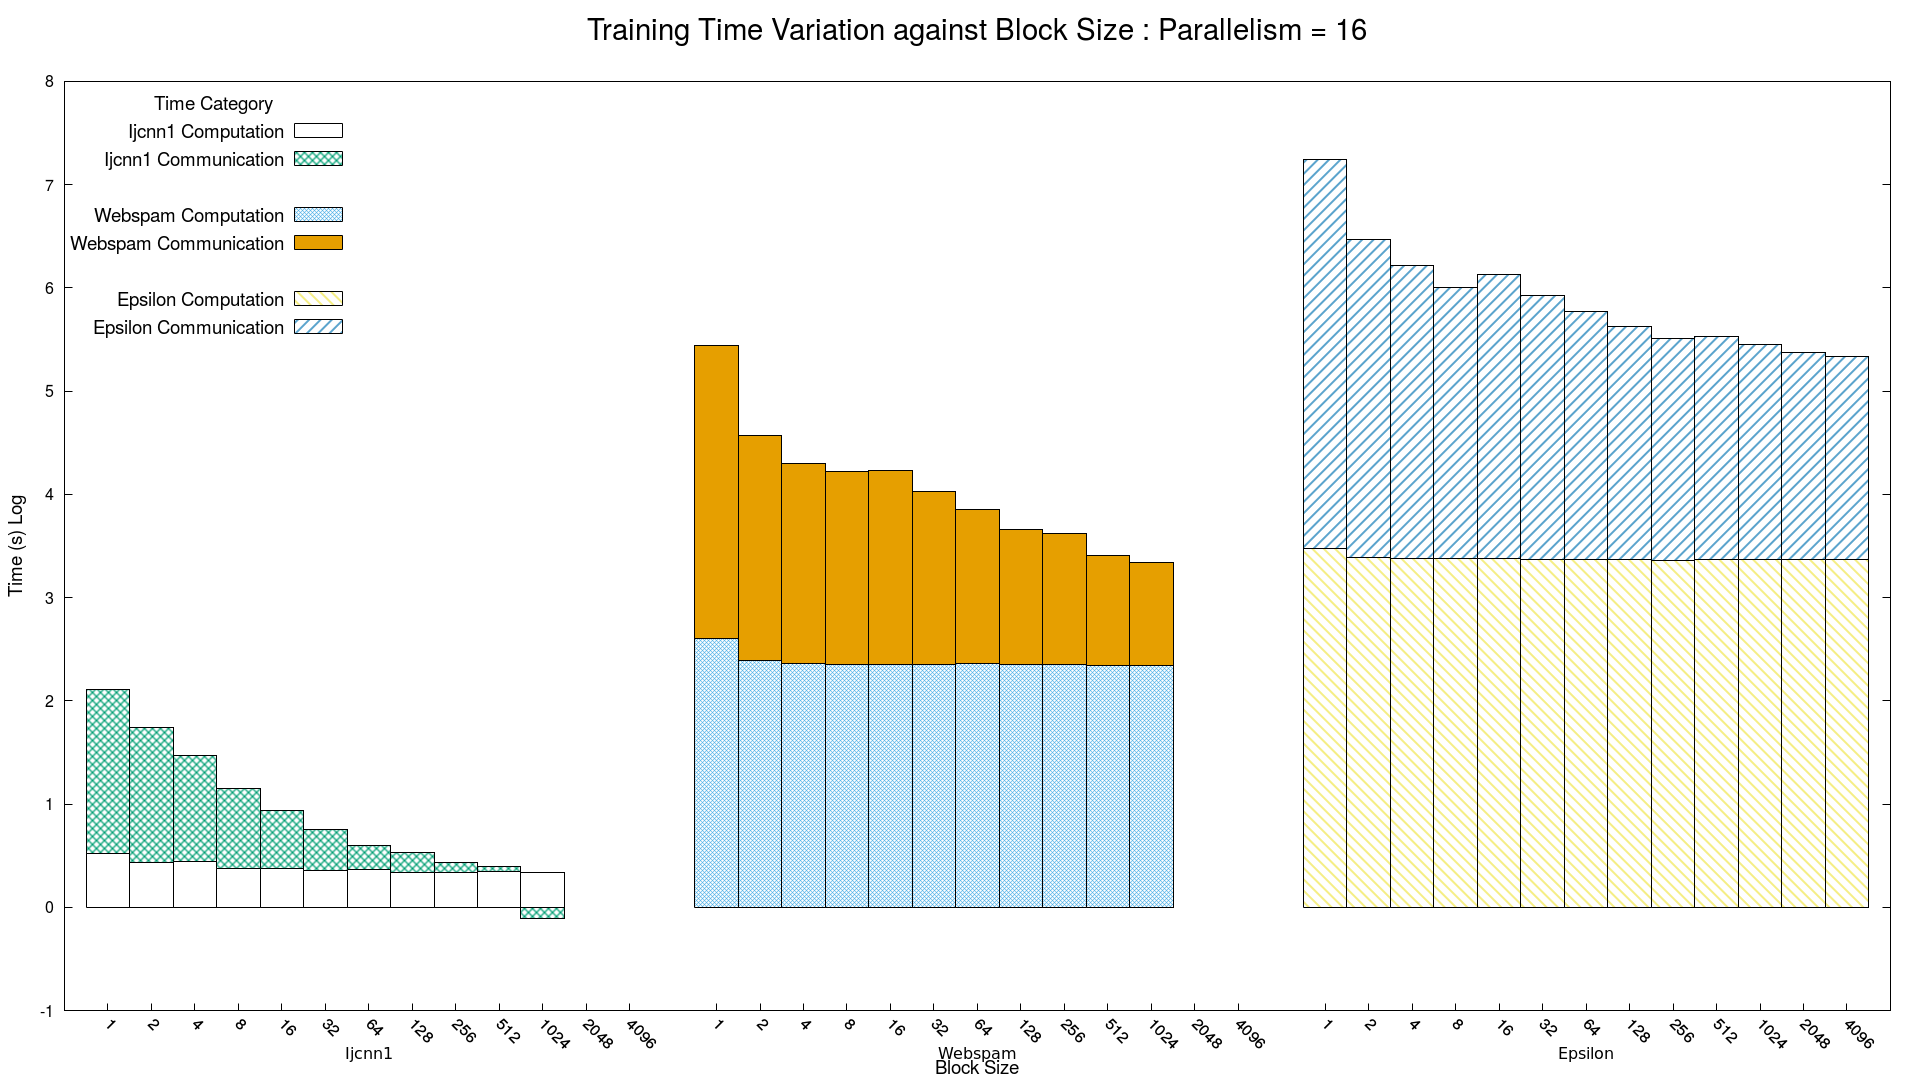 Training Time Variation against Block Size : Parallelism = 16
Time (s) Log
8
7
6
5
4
3
2
1
0
-1
Time Category
Ijcnn1 Computation
Ijcnn1 Communication
Webspam Computation
Webspam Communication
Epsilon Computation
Epsilon Communication
1 2 4 8 16 32 64 128 256 512 1024 2048 4096 1 2 4 8 16 32 64 128 256 512 1024 2048 4096 1 2 4 8 16 32 64 128 256 512 1024 2048 4096
Ijcnn1 Webspam Epsilon
Block Size